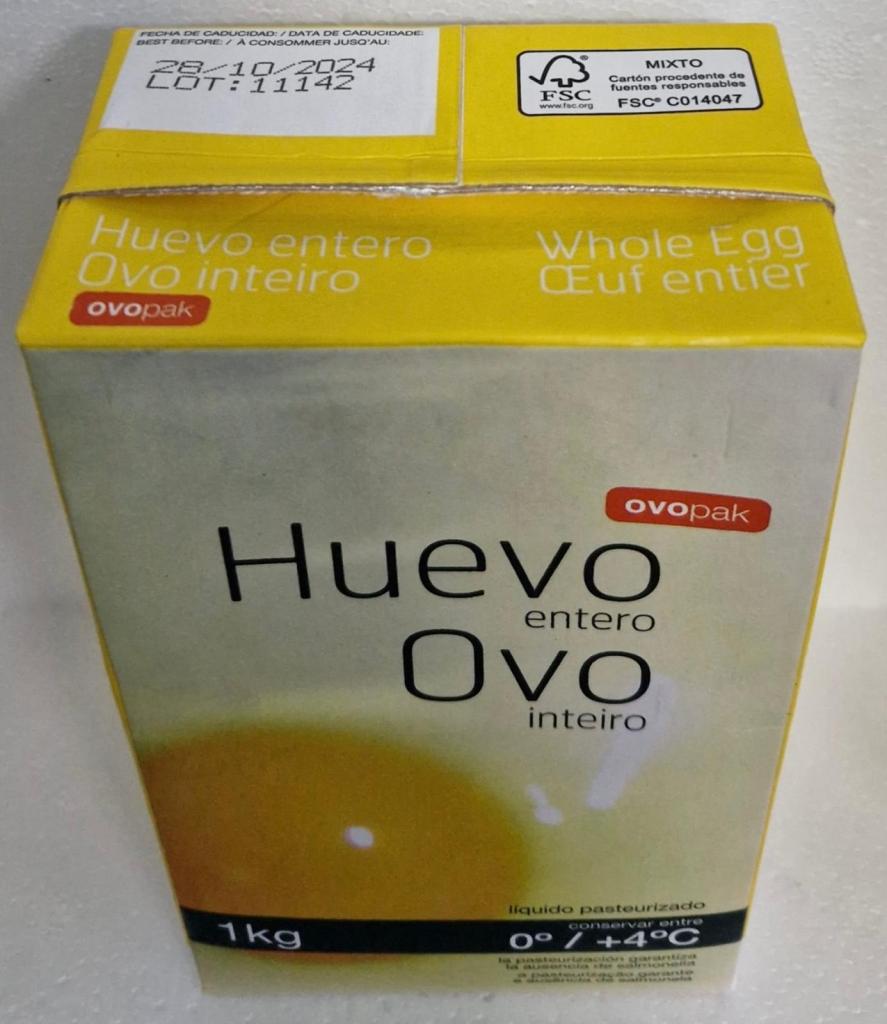 FECHA DE CADUCIDAD: / DATA DE CADUCIDADE:
BEST BEFORE: / À CONSOMMER JUSQU'AU:
28/10/2024
LOT:11142
FSC
www.fsc.org
MIXTO
Cartón procedente de
fuentes responsables
FSC® C014047
Huevo entero
Ovo inteiro
ovopak
Whole Egg
Œuf entier
ovopak
Huevo
entero
Ovo
inteiro
líquido pasteurizado
1kg
conservar entre
0º / +4ºC
la pasteurización garantiza
la ausencia de salmonella
a pasteurização garante
a ausência de salmonela